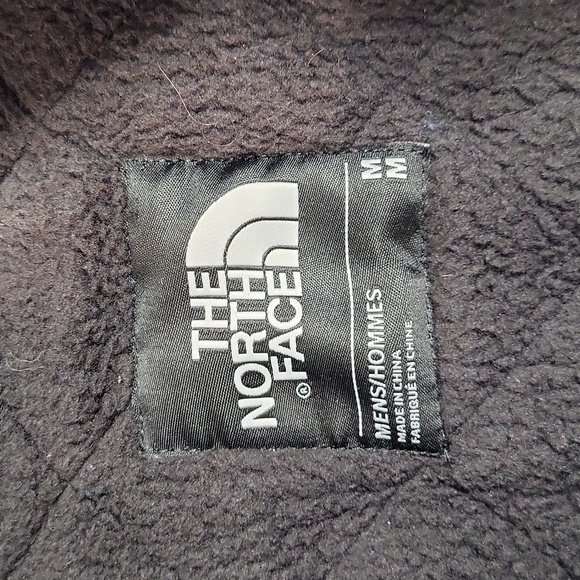 THE
NORTH
FACE®
M
M
MENS/HOMMES
MADE IN CHINA
FABRIQUÉ EN CHINE